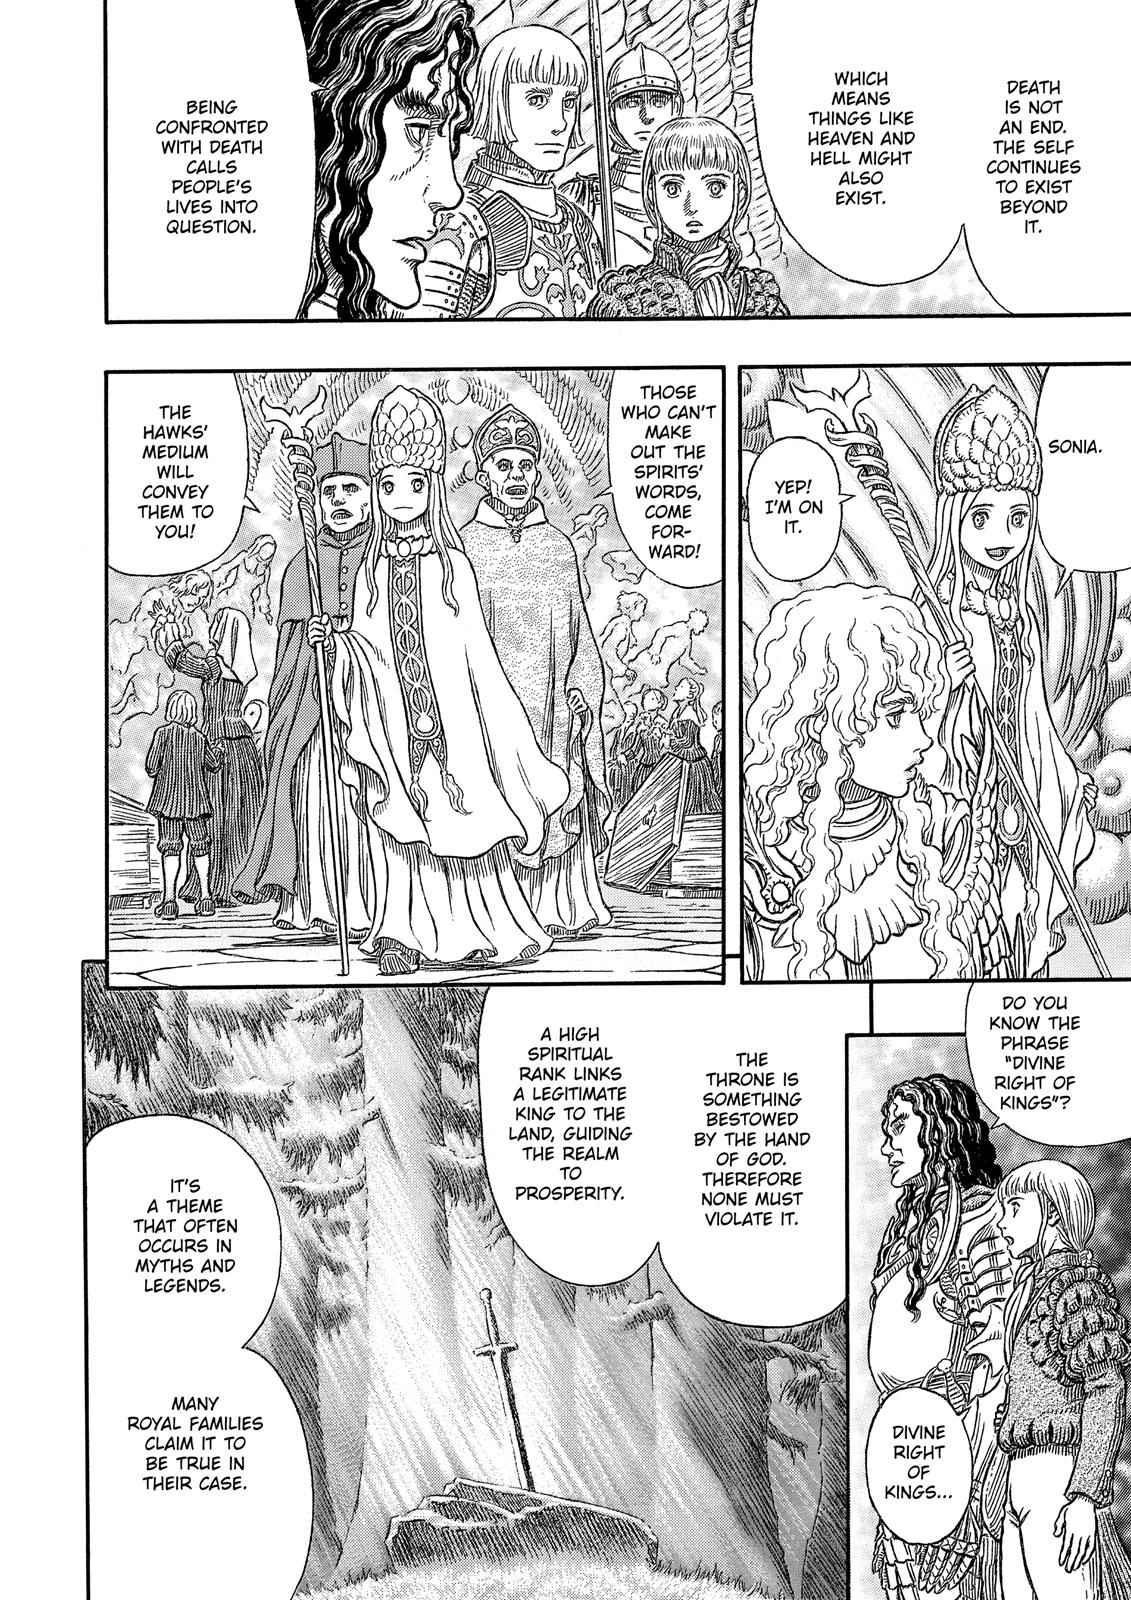 DEATH
IS NOT
AN END.
THE SELF
CONTINUES
TO EXIST
BEYOND
IT.
WHICH
MEANS
THINGS LIKE
HEAVEN AND
HELL MIGHT
ALSO
EXIST.
BEING
CONFRONTED
WITH DEATH
CALLS
PEOPLE'S
LIVES INTO
QUESTION.
SONIA.
YEP!
I'M ON
IT.
THOSE
WHO CAN'T
MAKE
OUT THE
SPIRITS'
WORDS,
COME
FOR-
WARD!
THE
HAWKS'
MEDIUM
WILL
CONVEY
THEM TO
YOU!
DO YOU
KNOW THE
PHRASE
"DIVINE
RIGHT OF
KINGS"?
DIVINE
RIGHT
OF
KINGS...
THE
THRONE IS
SOMETHING
BESTOWED
BY THE HAND
OF GOD.
THEREFORE
NONE MUST
VIOLATE IT.
A HIGH
SPIRITUAL
RANK LINKS
A LEGITIMATE
KING TO THE
LAND, GUIDING
THE REALM
TO
PROSPERITY.
IT'S
A THEME
THAT OFTEN
OCCURS IN
MYTHS AND
LEGENDS.
MANY
ROYAL FAMILIES
CLAIM IT TO
BE TRUE IN
THEIR CASE.